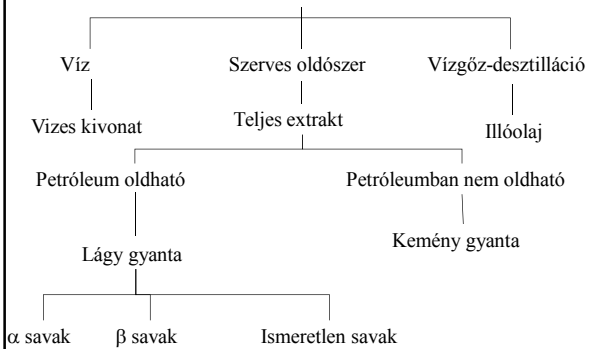 Víz
Szerves oldószer
Vízgőz-desztilláció
Vizes kivonat
Teljes extrakt
Illóolaj
Petróleum oldható
Petróleumban nem oldható
Lágy gyanta
Kemény gyanta
α savak
β savak
Ismeretlen savak